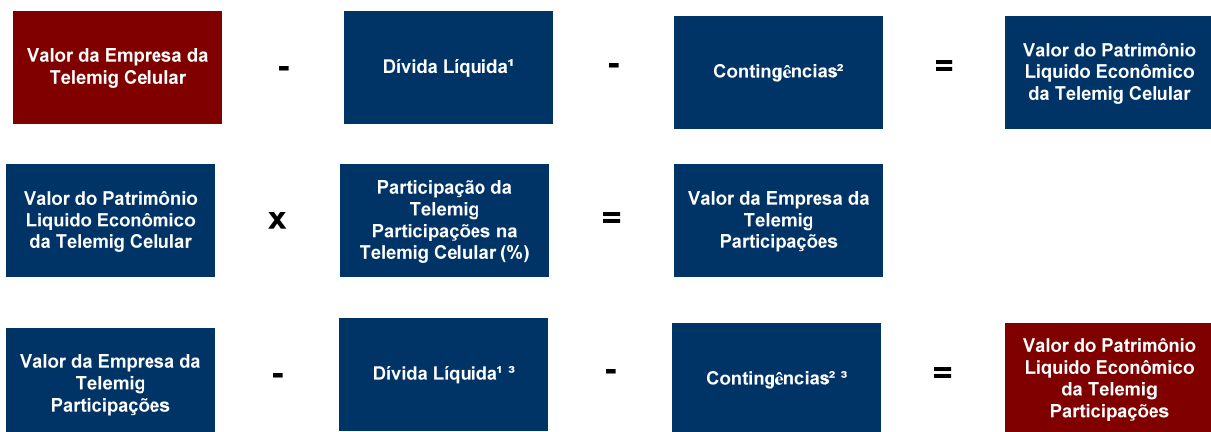 Valor da Empresa da
Telemig Celular
-
Dívida Líquida¹
-
Contingências²
=
Valor do Patrimônio
Liquido Econômico
da Telemig Celular
Valor do Patrimônio
Liquido Econômico
da Telemig Celular
x
Participação da
Telemig
Participações na
Telemig Celular (%)
=
Valor da Empresa da
Telemig
Participações
Valor da Empresa da
Telemig
Participações
-
Dívida Líquida¹ ³
-
Contingências² ³
=
Valor do Patrimônio
Liquido Econômico
da Telemig
Participações